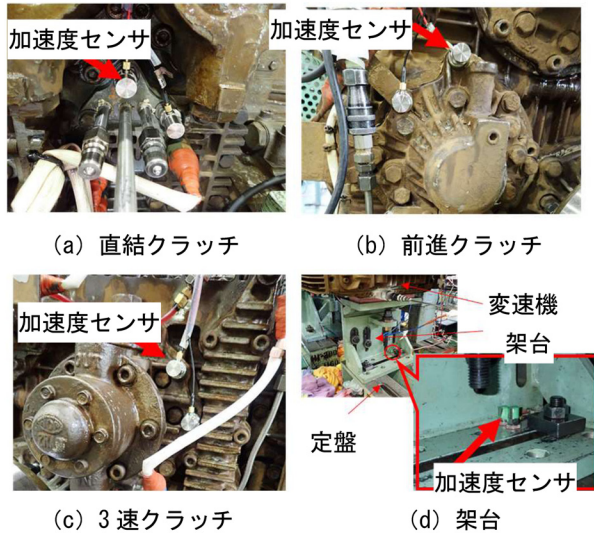 加速度センサ
加速度センサ
(a) 直結クラッチ
(b) 前進クラッチ
加速度センサ
変速機
架台
定盤
加速度センサ
(c) 3速クラッチ
(d) 架台